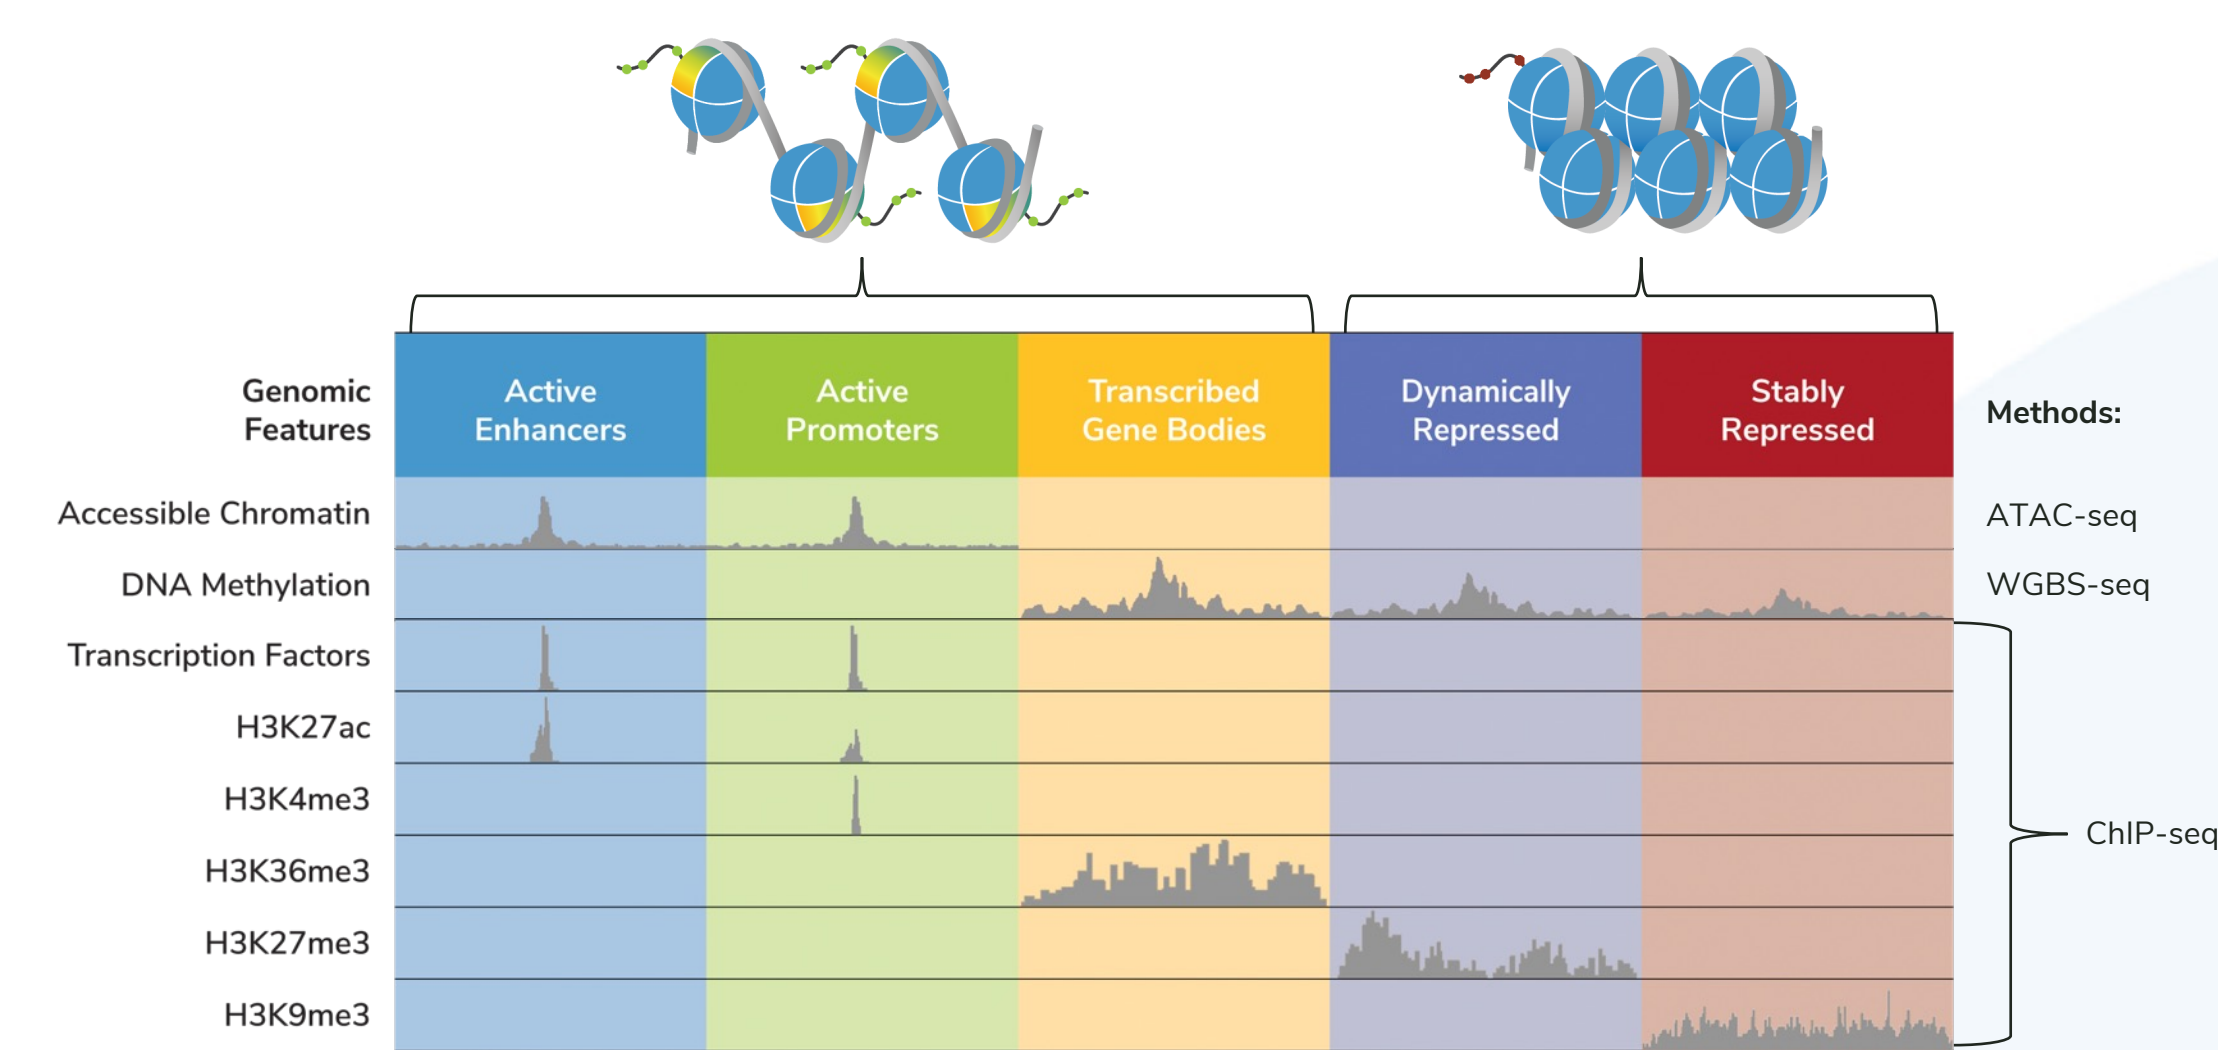 Genomic
Features
Active
Enhancers
Active
Promoters
Transcribed
Gene Bodies
Dynamically
Repressed
Stably
Repressed
Methods:
Accessible Chromatin
ATAC-seq
DNA Methylation
WGBS-seq
Transcription Factors
H3K27ac
H3K4me3
ChIP-seq
H3K36me3
H3K27me3
H3K9me3